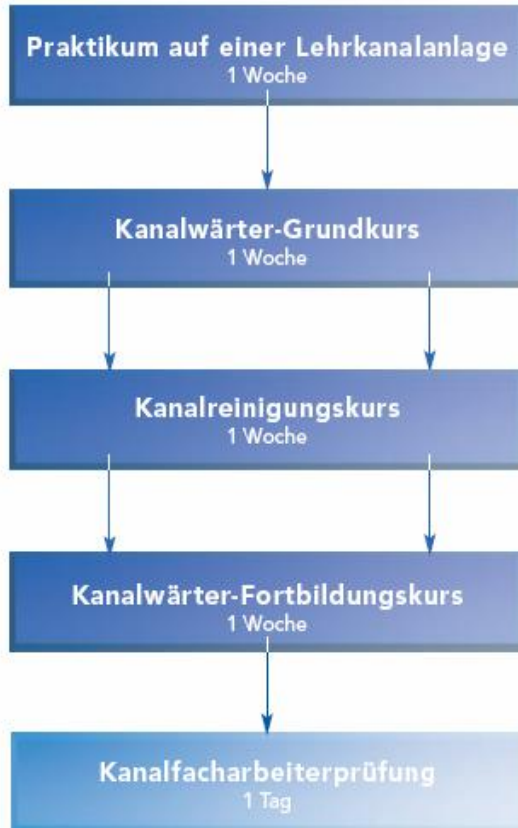 Praktikum auf einer Lehrkanalanlage
1 Woche
Kanalwärter-Grundkurs
1 Woche
Kanalreinigungskurs
1 Woche
Kanalwärter-Fortbildungskurs
1 Woche
Kanalfacharbeiterprüfung
1 Tag